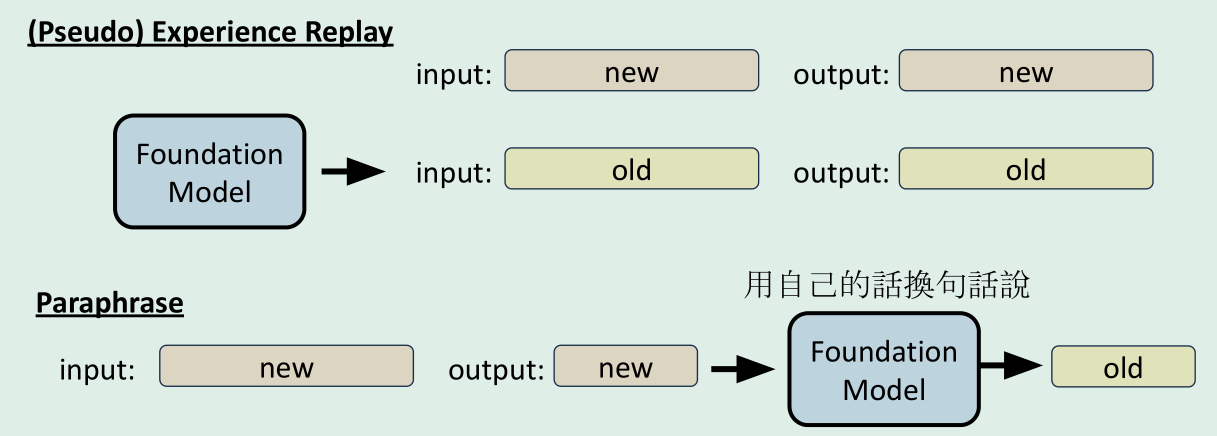 (Pseudo) Experience Replay
input: new output: new
Foundation
Model
input: old output: old
用自己的話換句話說
Paraphrase
input: new output: new
Foundation
Model
old